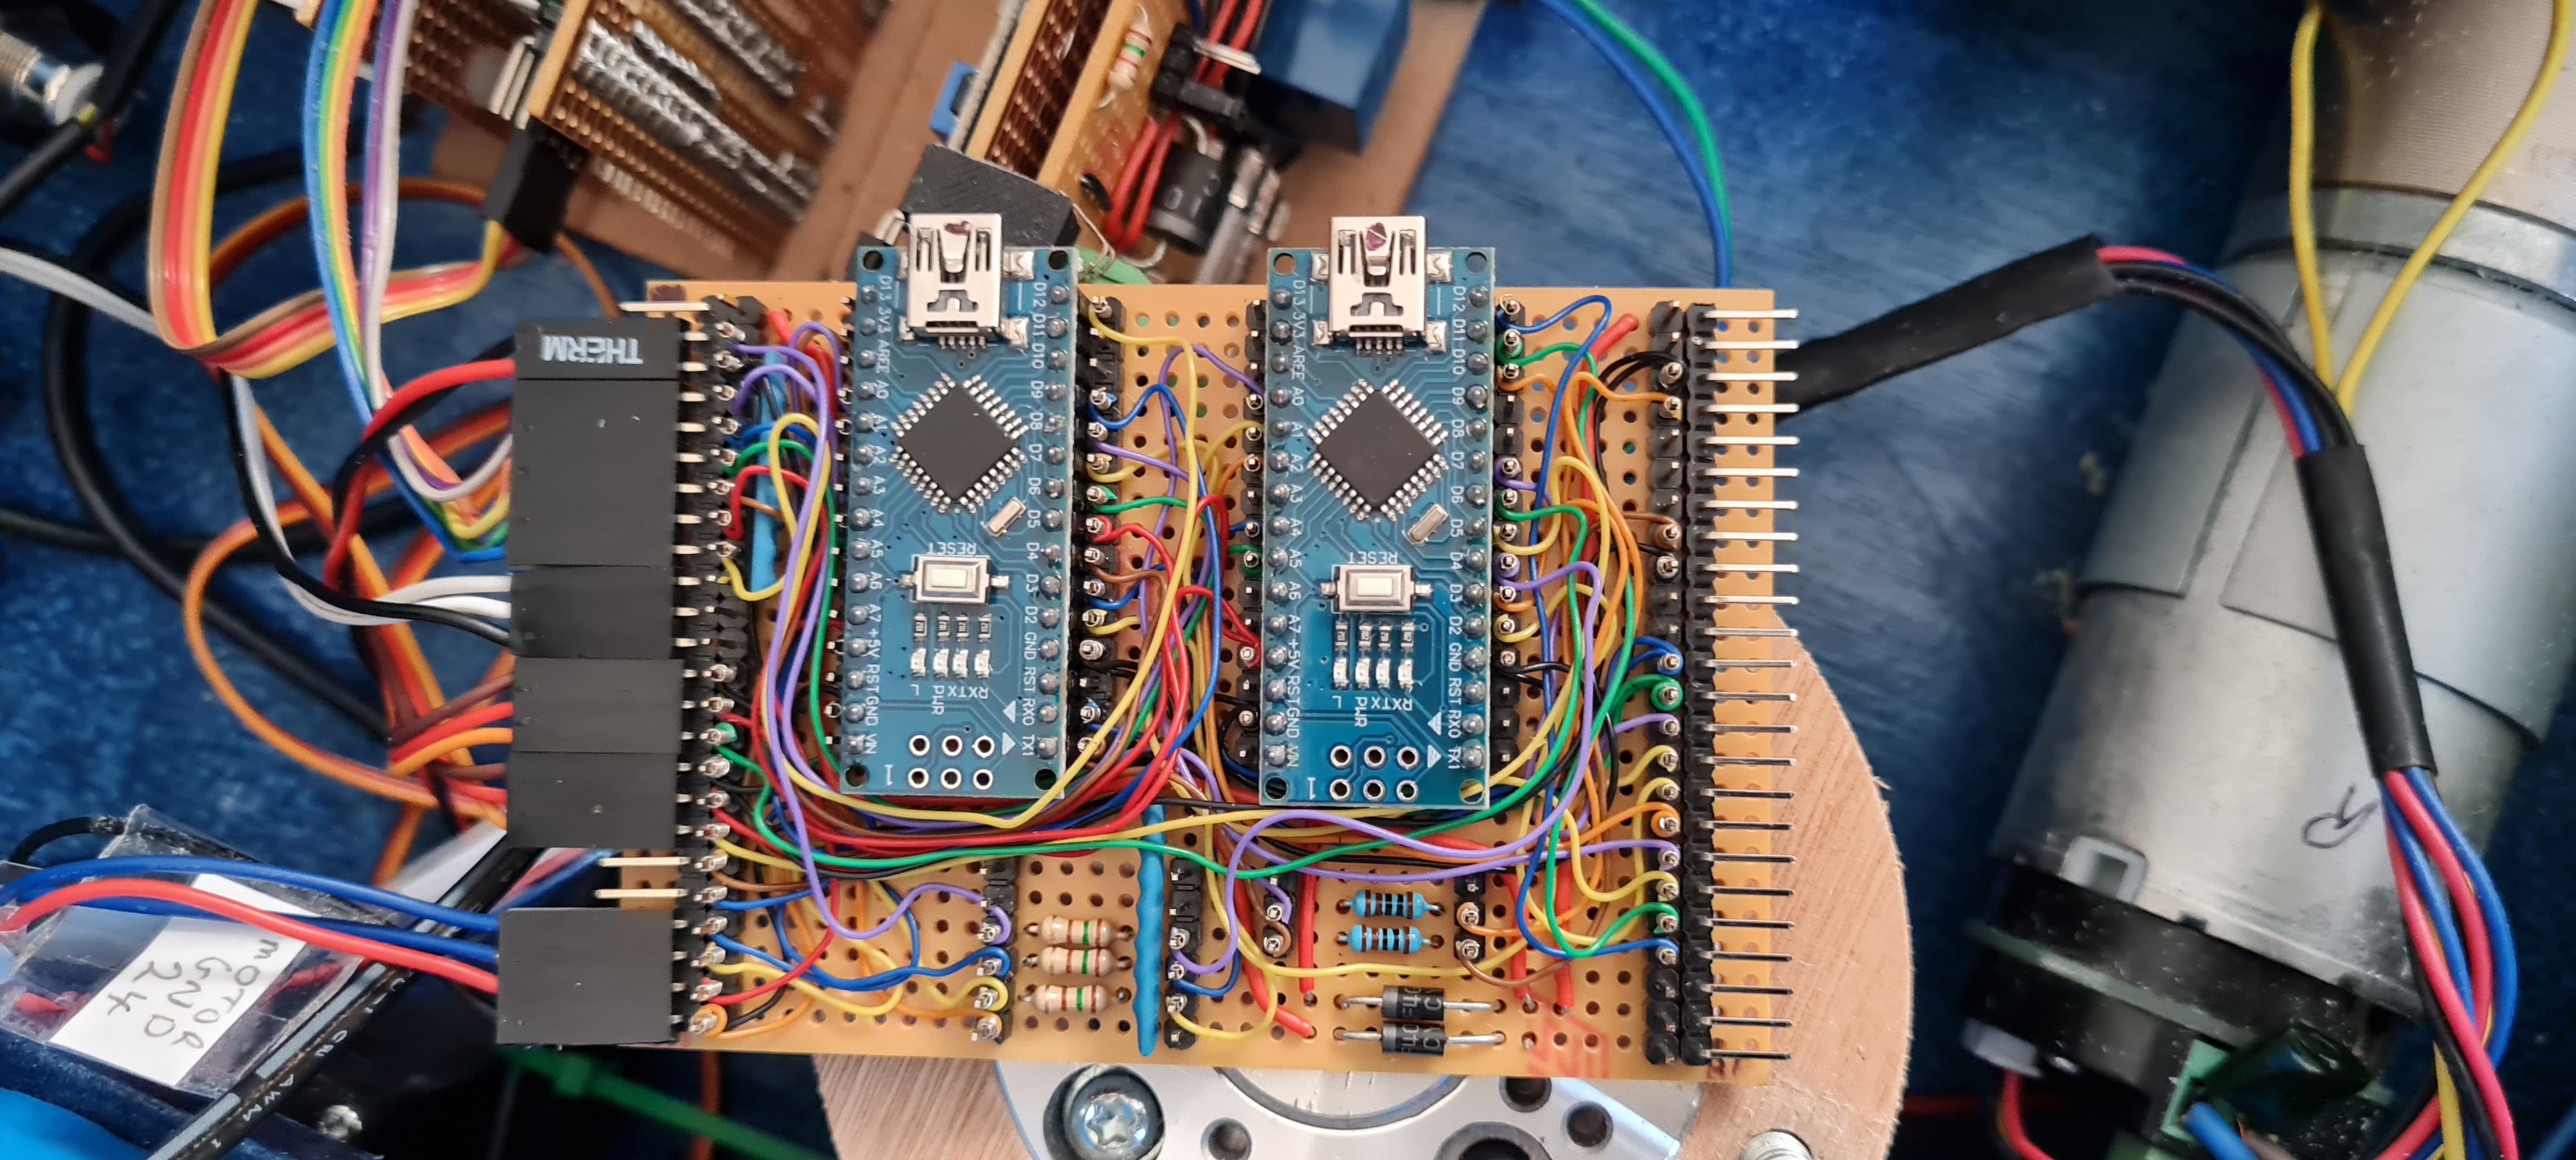 R
AWM
MOTOR
GND
24
1
TX1
RX0
RST
GND
D2
D3
D4
D5
D6
D7
D8
D9
D10
D11
D12
RX TX PWR L
RESET
VIN
GND
RST
+5V
A7
A6
A5
A4
A3
A2
A1
A0
AREF
3V3
D13
1
TX1
RX0
RST
GND
D2
D3
D4
D5
D6
D7
D8
D9
D10
D11
D12
RX TX PWR L
RESET
VIN
GND
RST
+5V
A7
A6
A5
A4
A3
A2
A1
A0
AREF
3V3
D13
THERM